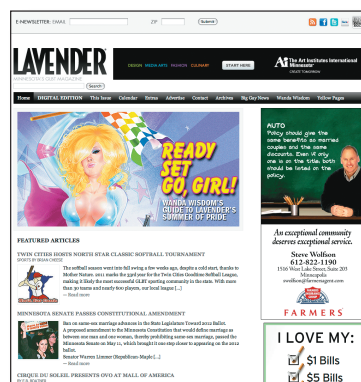 E-NEWSLETTER: EMAIL
ZIP
Submit
LAVENDER
MINNESOTA'S GLBT MAGAZINE
Search
DESIGN MEDIA ARTS FASHION CULINARY
START HERE
Ai The Art Institutes International
Minnesota
CREATE TOMORROW
Home DIGITAL EDITION This Issue Calendar Extras Advertise Contact Archives Big Gay News Wanda Wisdom Yellow Pages
READY
SET
GO, GIRL!
WANDA WISDOM'S
GUIDE TO LAVENDER'S
SUMMER OF PRIDE
AUTO
Policy should give the
same benefits as married
couples and the same
discounts. Even if only
one is on the title, both
should be listed on the
policy.
An exceptional community
deserves exceptional service.
Steve Wolfson
612-822-1190
1516 West Lake Street, Suite 203
Minneapolis
swolfson@farmersagent.com
FARMERS
I LOVE MY:
$1 Bills
$5 Bills
FEATURED ARTICLES
TWIN CITIES HOSTS NORTH STAR CLASSIC SOFTBALL TOURNAMENT
SPORTS BY BRIAN CHEESE
The softball season went into full swing a few weeks ago, despite a cold start, thanks to
Mother Nature. 2011 marks the 33rd year for the Twin Cities Goodtime Softball League,
making it likely the most successful GLBT sporting community in the state. With more
than 30 teams and nearly 600 players, our local league [...]
— Read more
MINNESOTA SENATE PASSES CONSTITUTIONAL AMENDMENT
Ban on same-sex marriage advances in the State Legislature Toward 2012 Ballot.
A proposed amendment to the Minnesota Constitution that would define marriage as
between one man and one woman, thereby prohibiting same-sex marriage, passed the
Minnesota Senate on May 11, which brought it one step closer to appearing on the 2012
ballot.
Senator Warren Limmer (Republican-Maple [...]
— Read more
CIRQUE DU SOLEIL PRESENTS OVO AT MALL OF AMERICA